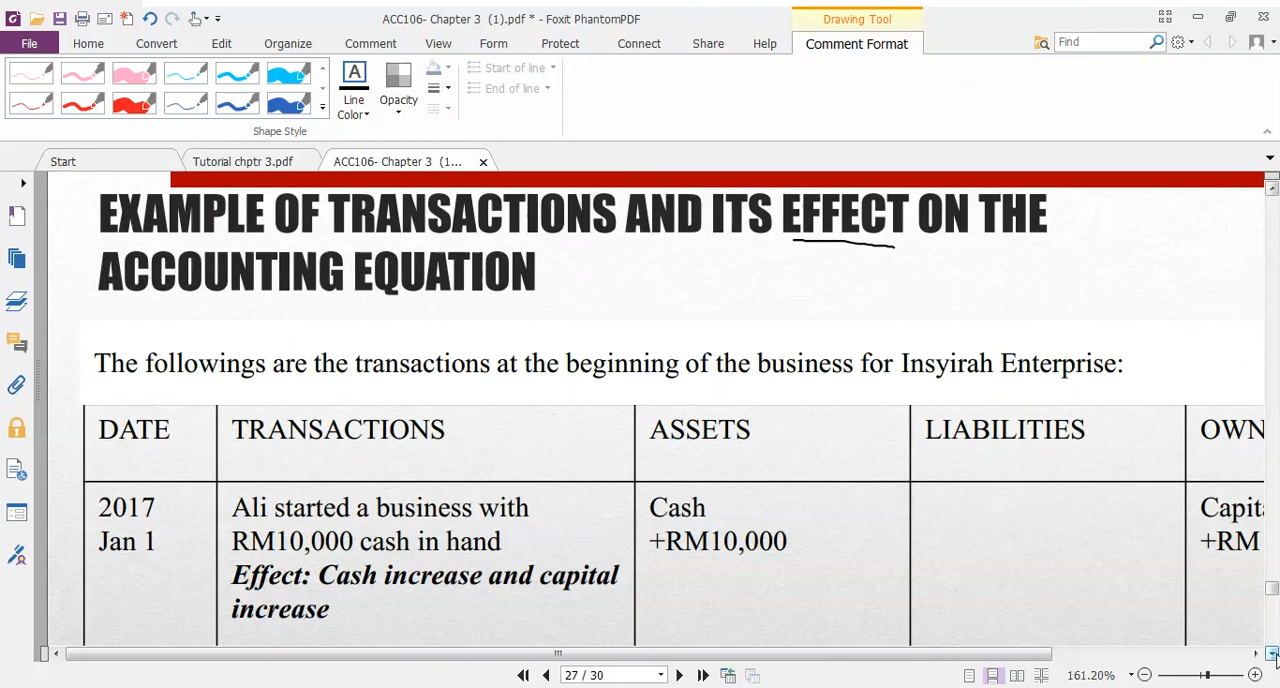 ACC106- Chapter 3 (1).pdf * - Foxit PhantomPDF
Drawing Tool
File Home Convert Edit Organize Comment View Form Protect Connect Share Help Comment Format
Find
Line Color
Opacity
Start of line
End of line
Shape Style
Start
Tutorial chptr 3.pdf
ACC106- Chapter 3 (1...
EXAMPLE OF TRANSACTIONS AND ITS EFFECT ON THE
ACCOUNTING EQUATION
The followings are the transactions at the beginning of the business for Insyirah Enterprise:
DATE TRANSACTIONS ASSETS LIABILITIES OWN
2017 Ali started a business with Cash Capita
Jan 1 RM10,000 cash in hand +RM10,000 +RM
Effect: Cash increase and capital
increase
27 / 30
161.20%